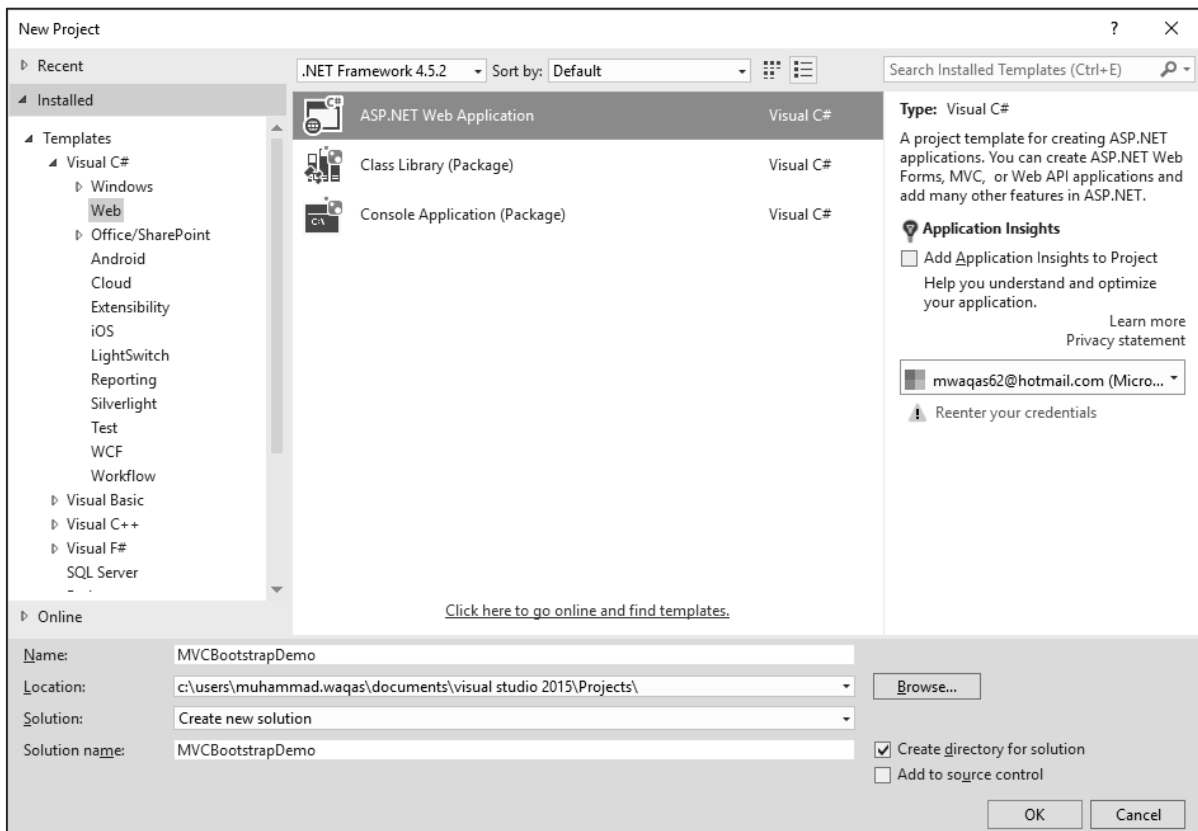 New Project
? 
Recent
Installed
Templates
Visual C#
Windows
Web
Office/SharePoint
Android
Cloud
Extensibility
iOS
LightSwitch
Reporting
Silverlight
Test
WCF
Workflow
Visual Basic
Visual C++
Visual F#
SQL Server
Online
.NET Framework 4.5.2 Sort by: Default
C# ASP.NET Web Application Visual C#
Class Library (Package) Visual C#
C:\ Console Application (Package) Visual C#
Click here to go online and find templates.
Search Installed Templates (Ctrl+E)
Type: Visual C#
A project template for creating ASP.NET
applications. You can create ASP.NET Web
Forms, MVC, or Web API applications and
add many other features in ASP.NET.
Application Insights
Add Application Insights to Project
Help you understand and optimize
your application.
Learn more
Privacy statement
mwaqas62@hotmail.com (Micro...
Reenter your credentials
Name: MVCBootstrapDemo
Location: c:\users\muhammad.waqas\documents\visual studio 2015\Projects\ Browse...
Solution: Create new solution
Solution name: MVCBootstrapDemo
Create directory for solution
Add to source control
OK Cancel